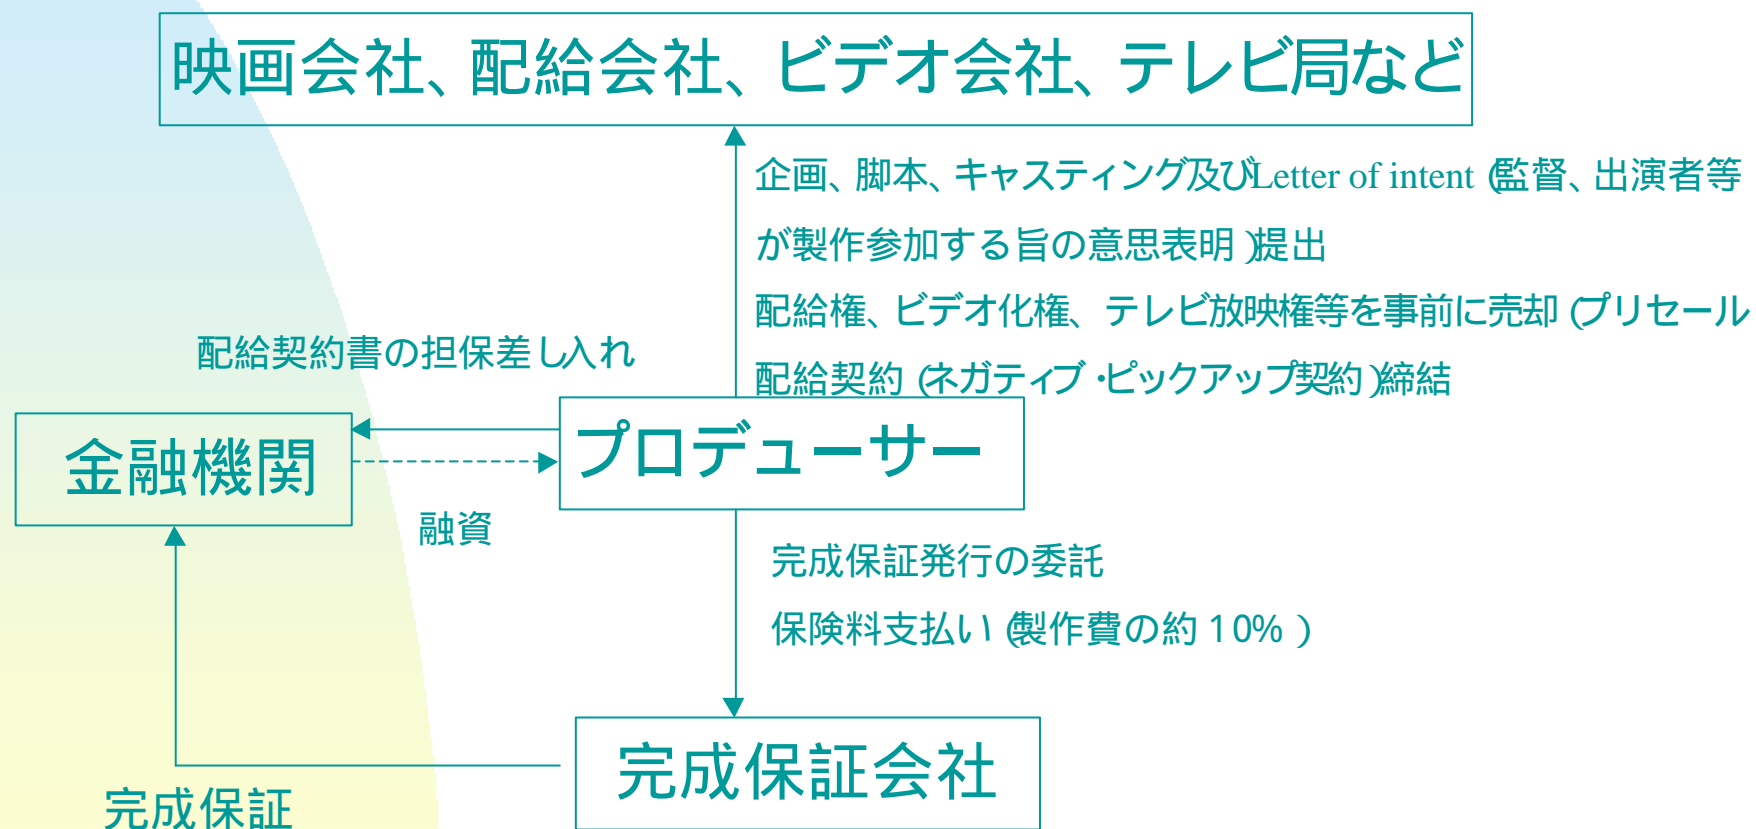 映画会社、配給会社、ビデオ会社、テレビ局など
企画、脚本、キャスティング及びLetter of intent (監督、出演者等
が製作参加する旨の意思表明)提出
配給権、ビデオ化権、テレビ放映権等を事前に売却(プリセール
配給契約(ネガティブ・ピックアップ契約)締結
配給契約書の担保差し入れ
金融機関
プロデューサー
融資
完成保証発行の委託
保険料支払い(製作費の約10%)
完成保証会社
完成保証